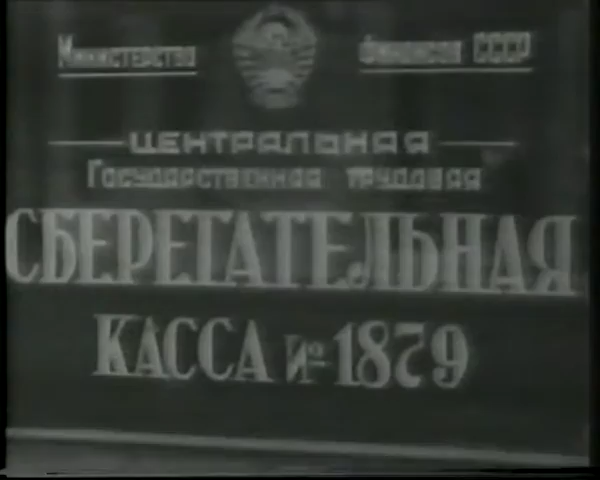 Министерство Финансов СССР
ЦЕНТРАЛЬНАЯ
Государственная трудовая
СБЕРЕГАТЕЛЬНАЯ
КАССА № 1879